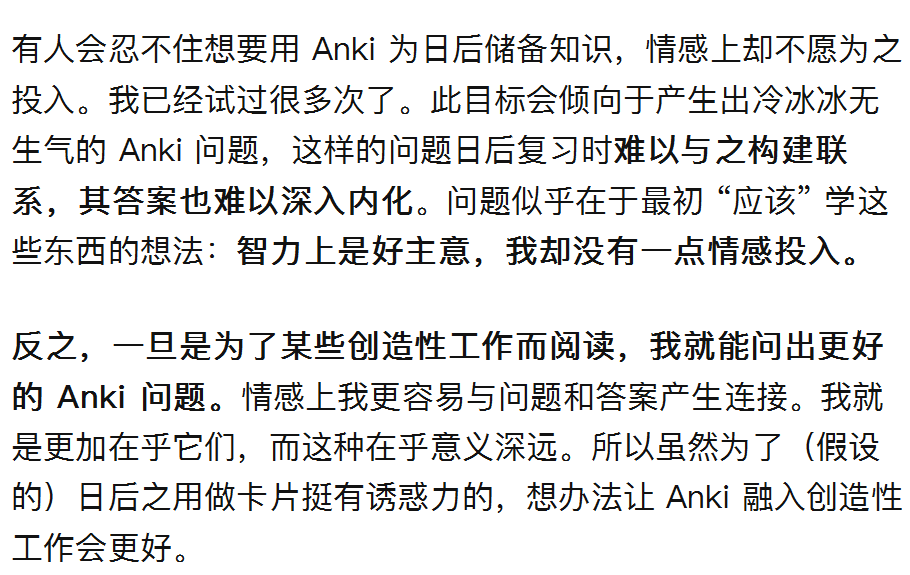 有人会忍不住想要用 Anki 为日后储备知识，情感上却不愿为之
投入。我已经试过很多次了。此目标会倾向于产生出冷冰冰无
生气的 Anki 问题，这样的问题日后复习时难以与之构建联
系，其答案也难以深入内化。问题似乎在于最初 “应该” 学这
些东西的想法：智力上是好主意，我却没有一点情感投入。
反之，一旦是为了某些创造性工作而阅读，我就能问出更好
的 Anki 问题。情感上我更容易与问题和答案产生连接。我就
是更加在乎它们，而这种在乎意义深远。所以虽然为了（假设
的）日后之用做卡片挺有诱惑力的，想办法让 Anki 融入创造性
工作会更好。